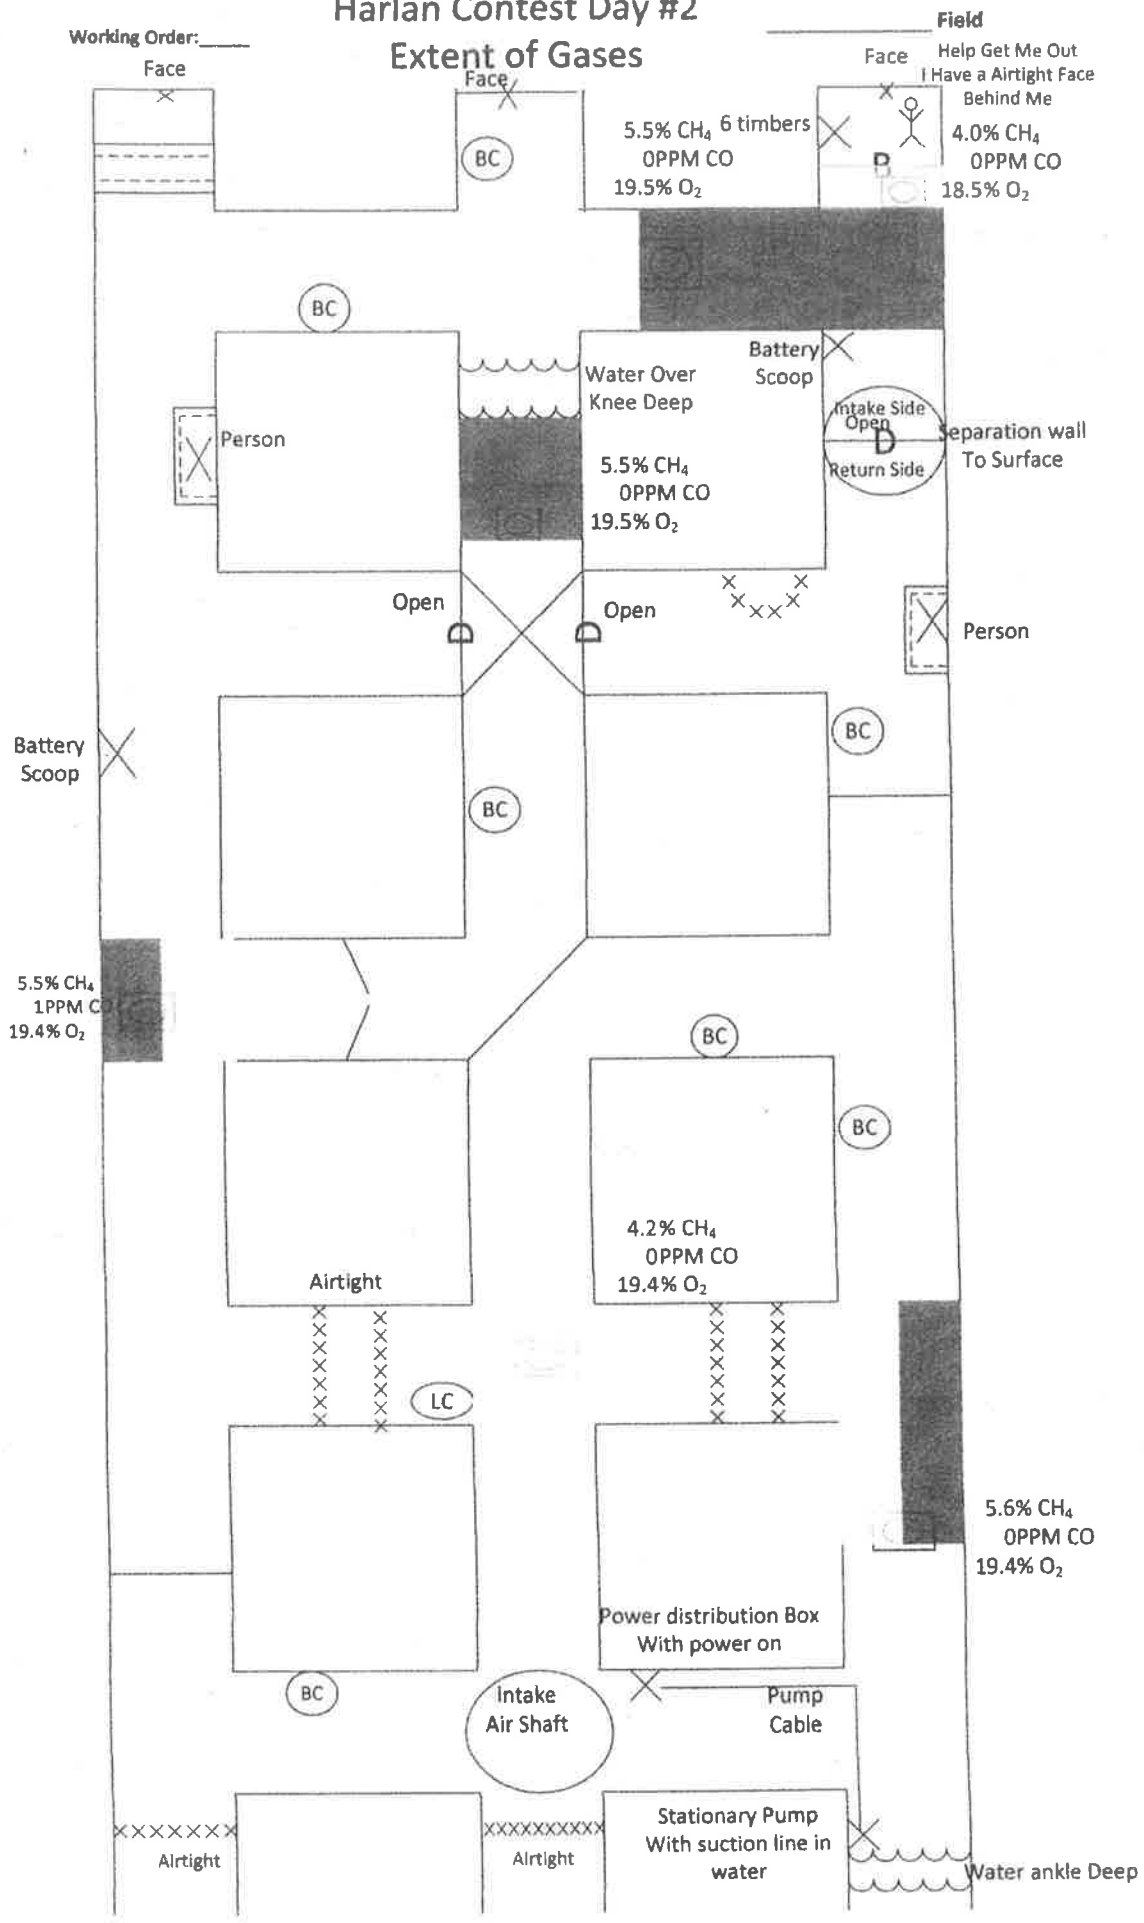 Harlan Contest Day #2
Extent of Gases
Working Order:_____
__________ Field
Face
Face
Face
Help Get Me Out
I Have a Airtight Face
Behind Me
6 timbers
5.5% CH₄
0PPM CO
19.5% O₂
4.0% CH₄
0PPM CO
18.5% O₂
BC
B
BC
Battery
Scoop
Water Over
Knee Deep
Intake Side
Open
D
Return Side
Separation wall
To Surface
Person
5.5% CH₄
0PPM CO
19.5% O₂
Open
D
D
Open
Person
BC
Battery
Scoop
BC
5.5% CH₄
1PPM CO
19.4% O₂
BC
BC
4.2% CH₄
0PPM CO
19.4% O₂
Airtight
LC
5.6% CH₄
0PPM CO
19.4% O₂
Power distribution Box
With power on
BC
Intake
Air Shaft
Pump
Cable
Stationary Pump
With suction line in
water
Airtight
Airtight
Water ankle Deep